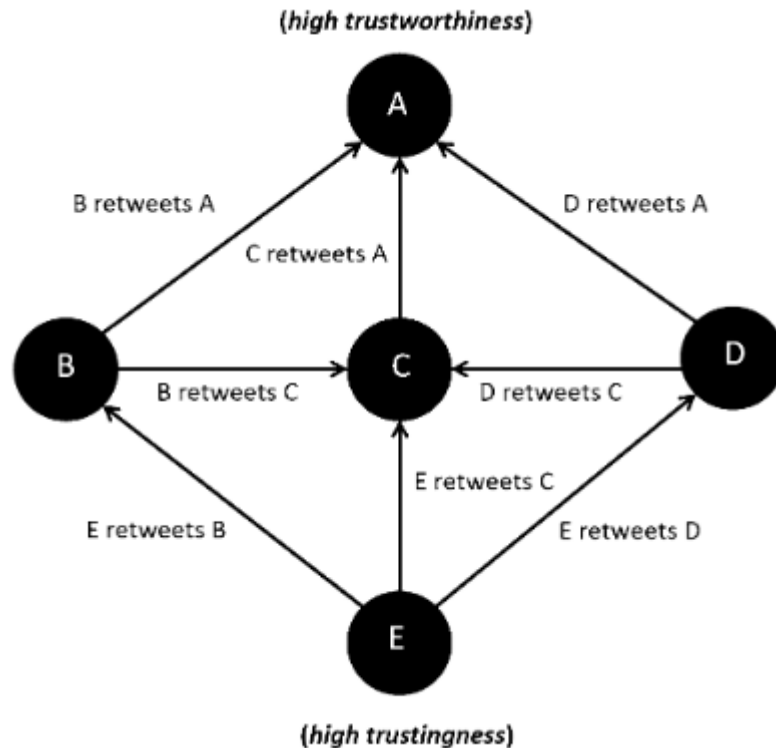 (high trustworthiness)
A
B retweets A
D retweets A
C retweets A
B
C
D
B retweets C
D retweets C
E retweets C
E retweets B
E retweets D
E
(high trustingness)